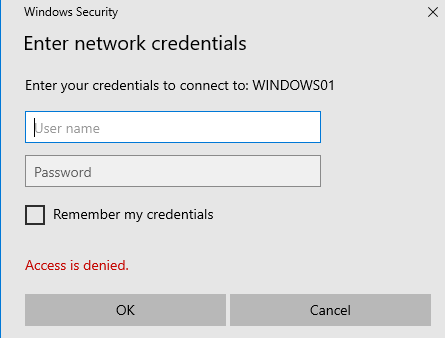 Windows Security
Enter network credentials
Enter your credentials to connect to: WINDOWS01
User name
Password
Remember my credentials
Access is denied.
OK
Cancel